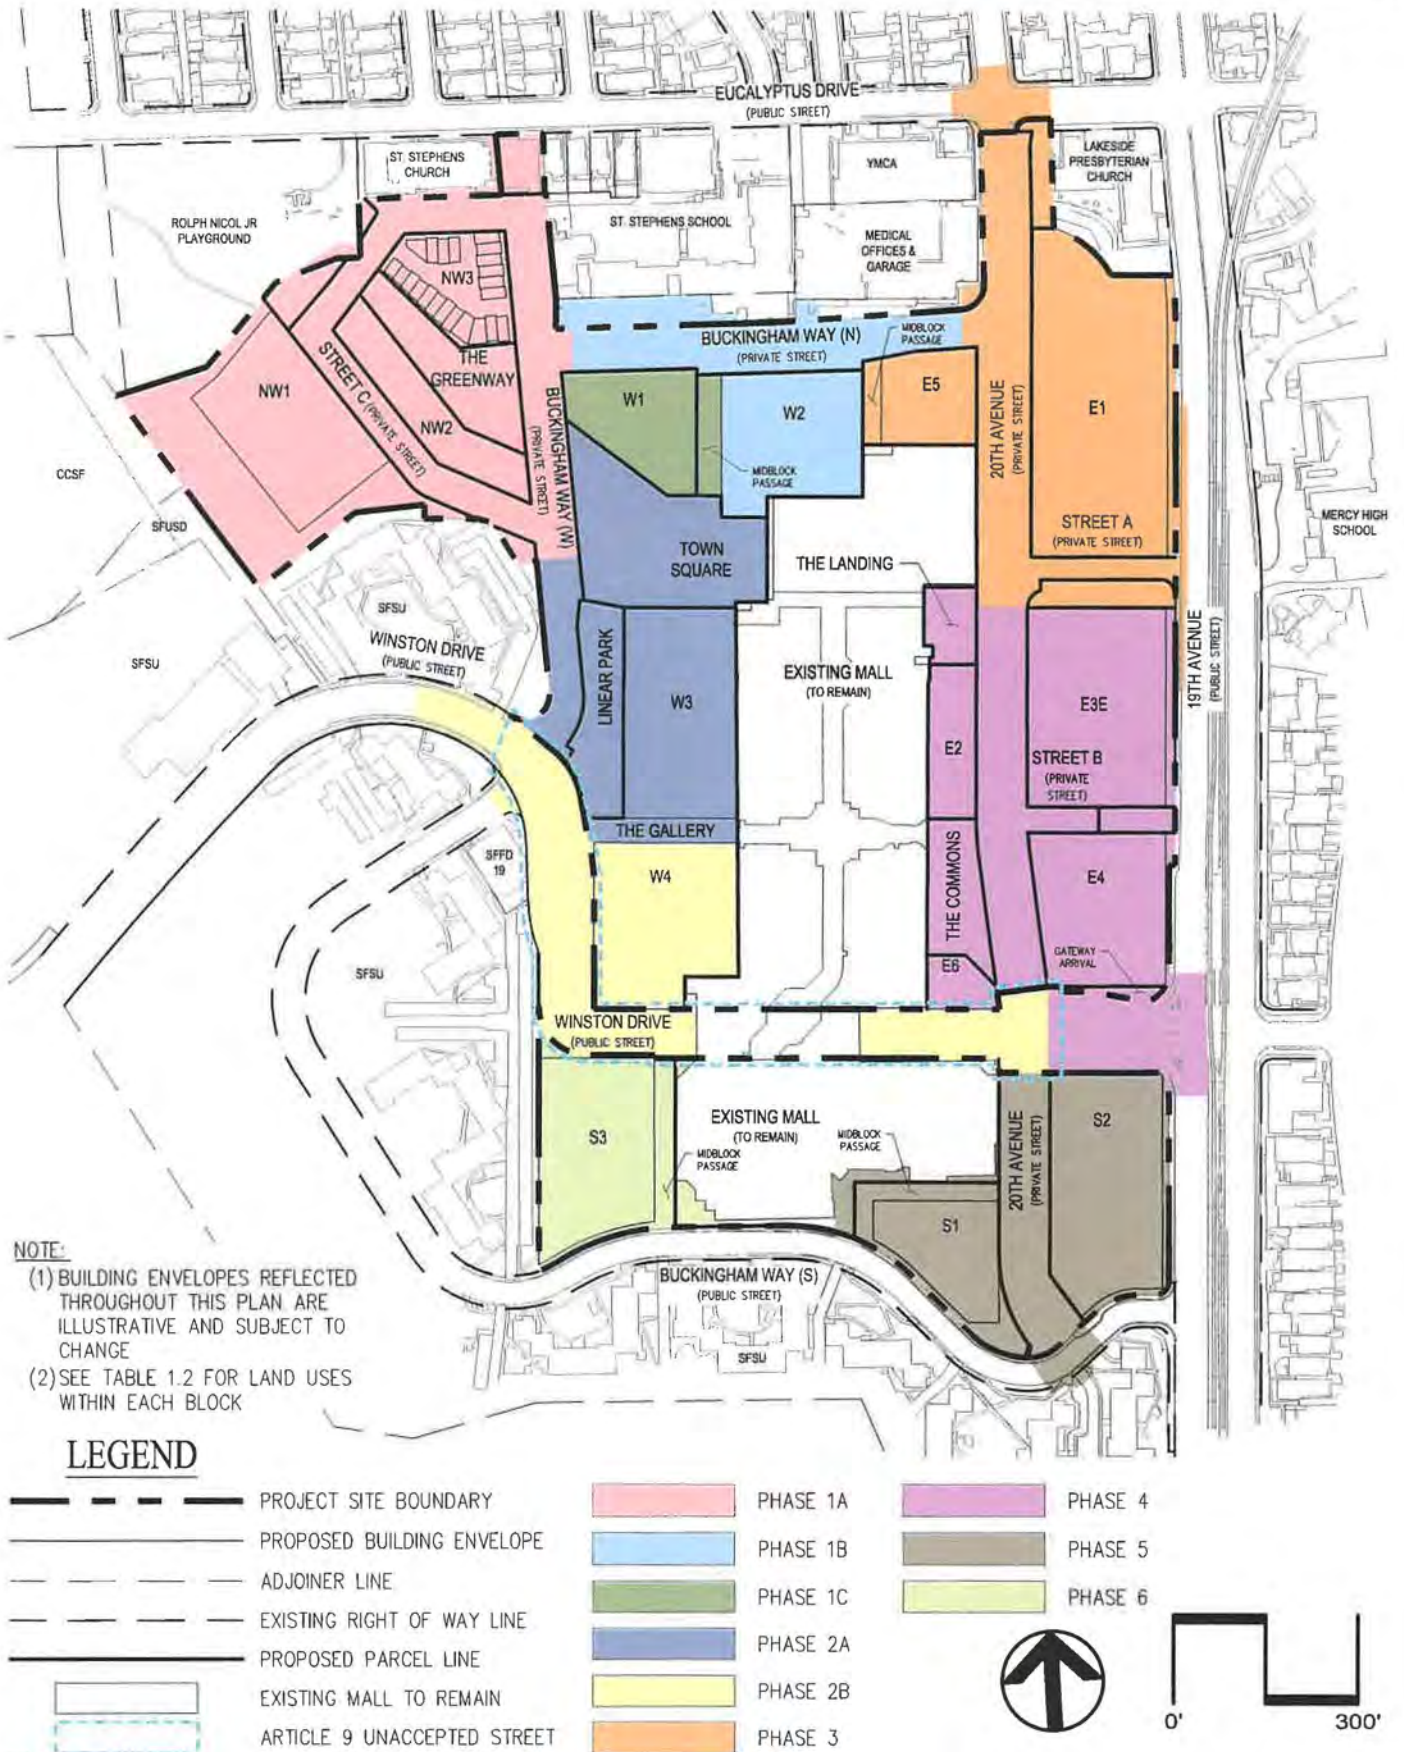 EUCALYPTUS DRIVE
(PUBLIC STREET)
ST. STEPHENS
CHURCH
YMCA
LAKESIDE
PRESBYTERIAN
CHURCH
ROLPH NICOL JR
PLAYGROUND
ST. STEPHENS SCHOOL
MEDICAL
OFFICES &
GARAGE
NW3
THE
GREENWAY
BUCKINGHAM WAY (N)
(PRIVATE STREET)
MIDBLOCK
PASSAGE
STREET C (PRIVATE STREET)
NW1
NW2
BUCKINGHAM WAY (W)
(PRIVATE STREET)
W1
W2
E5
E1
20TH AVENUE
(PRIVATE STREET)
MIDBLOCK
PASSAGE
CCSF
SFUSD
STREET A
(PRIVATE STREET)
MERCY HIGH
SCHOOL
TOWN
SQUARE
THE LANDING
SFSU
WINSTON DRIVE
(PUBLIC STREET)
SFSU
LINEAR PARK
W3
EXISTING MALL
(TO REMAIN)
E3E
19TH AVENUE
(PUBLIC STREET)
E2
STREET B
(PRIVATE
STREET)
THE GALLERY
SFFD
19
W4
THE COMMONS
E4
GATEWAY
ARRIVAL
SFSU
E6
WINSTON DRIVE
(PUBLIC STREET)
S3
MIDBLOCK
PASSAGE
EXISTING MALL
(TO REMAIN)
MIDBLOCK
PASSAGE
20TH AVENUE
(PRIVATE STREET)
S2
S1
BUCKINGHAM WAY (S)
(PUBLIC STREET)
SFSU
NOTE:
(1) BUILDING ENVELOPES REFLECTED
THROUGHOUT THIS PLAN ARE
ILLUSTRATIVE AND SUBJECT TO
CHANGE
(2) SEE TABLE 1.2 FOR LAND USES
WITHIN EACH BLOCK
LEGEND
PROJECT SITE BOUNDARY
PROPOSED BUILDING ENVELOPE
ADJOINER LINE
EXISTING RIGHT OF WAY LINE
PROPOSED PARCEL LINE
EXISTING MALL TO REMAIN
ARTICLE 9 UNACCEPTED STREET
PHASE 1A
PHASE 1B
PHASE 1C
PHASE 2A
PHASE 2B
PHASE 3
PHASE 4
PHASE 5
PHASE 6
0' 300'